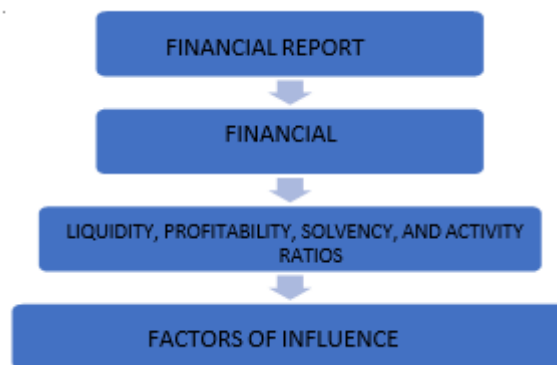 FINANCIAL REPORT
FINANCIAL
LIQUIDITY, PROFITABILITY, SOLVENCY, AND ACTIVITY
RATIOS
FACTORS OF INFLUENCE